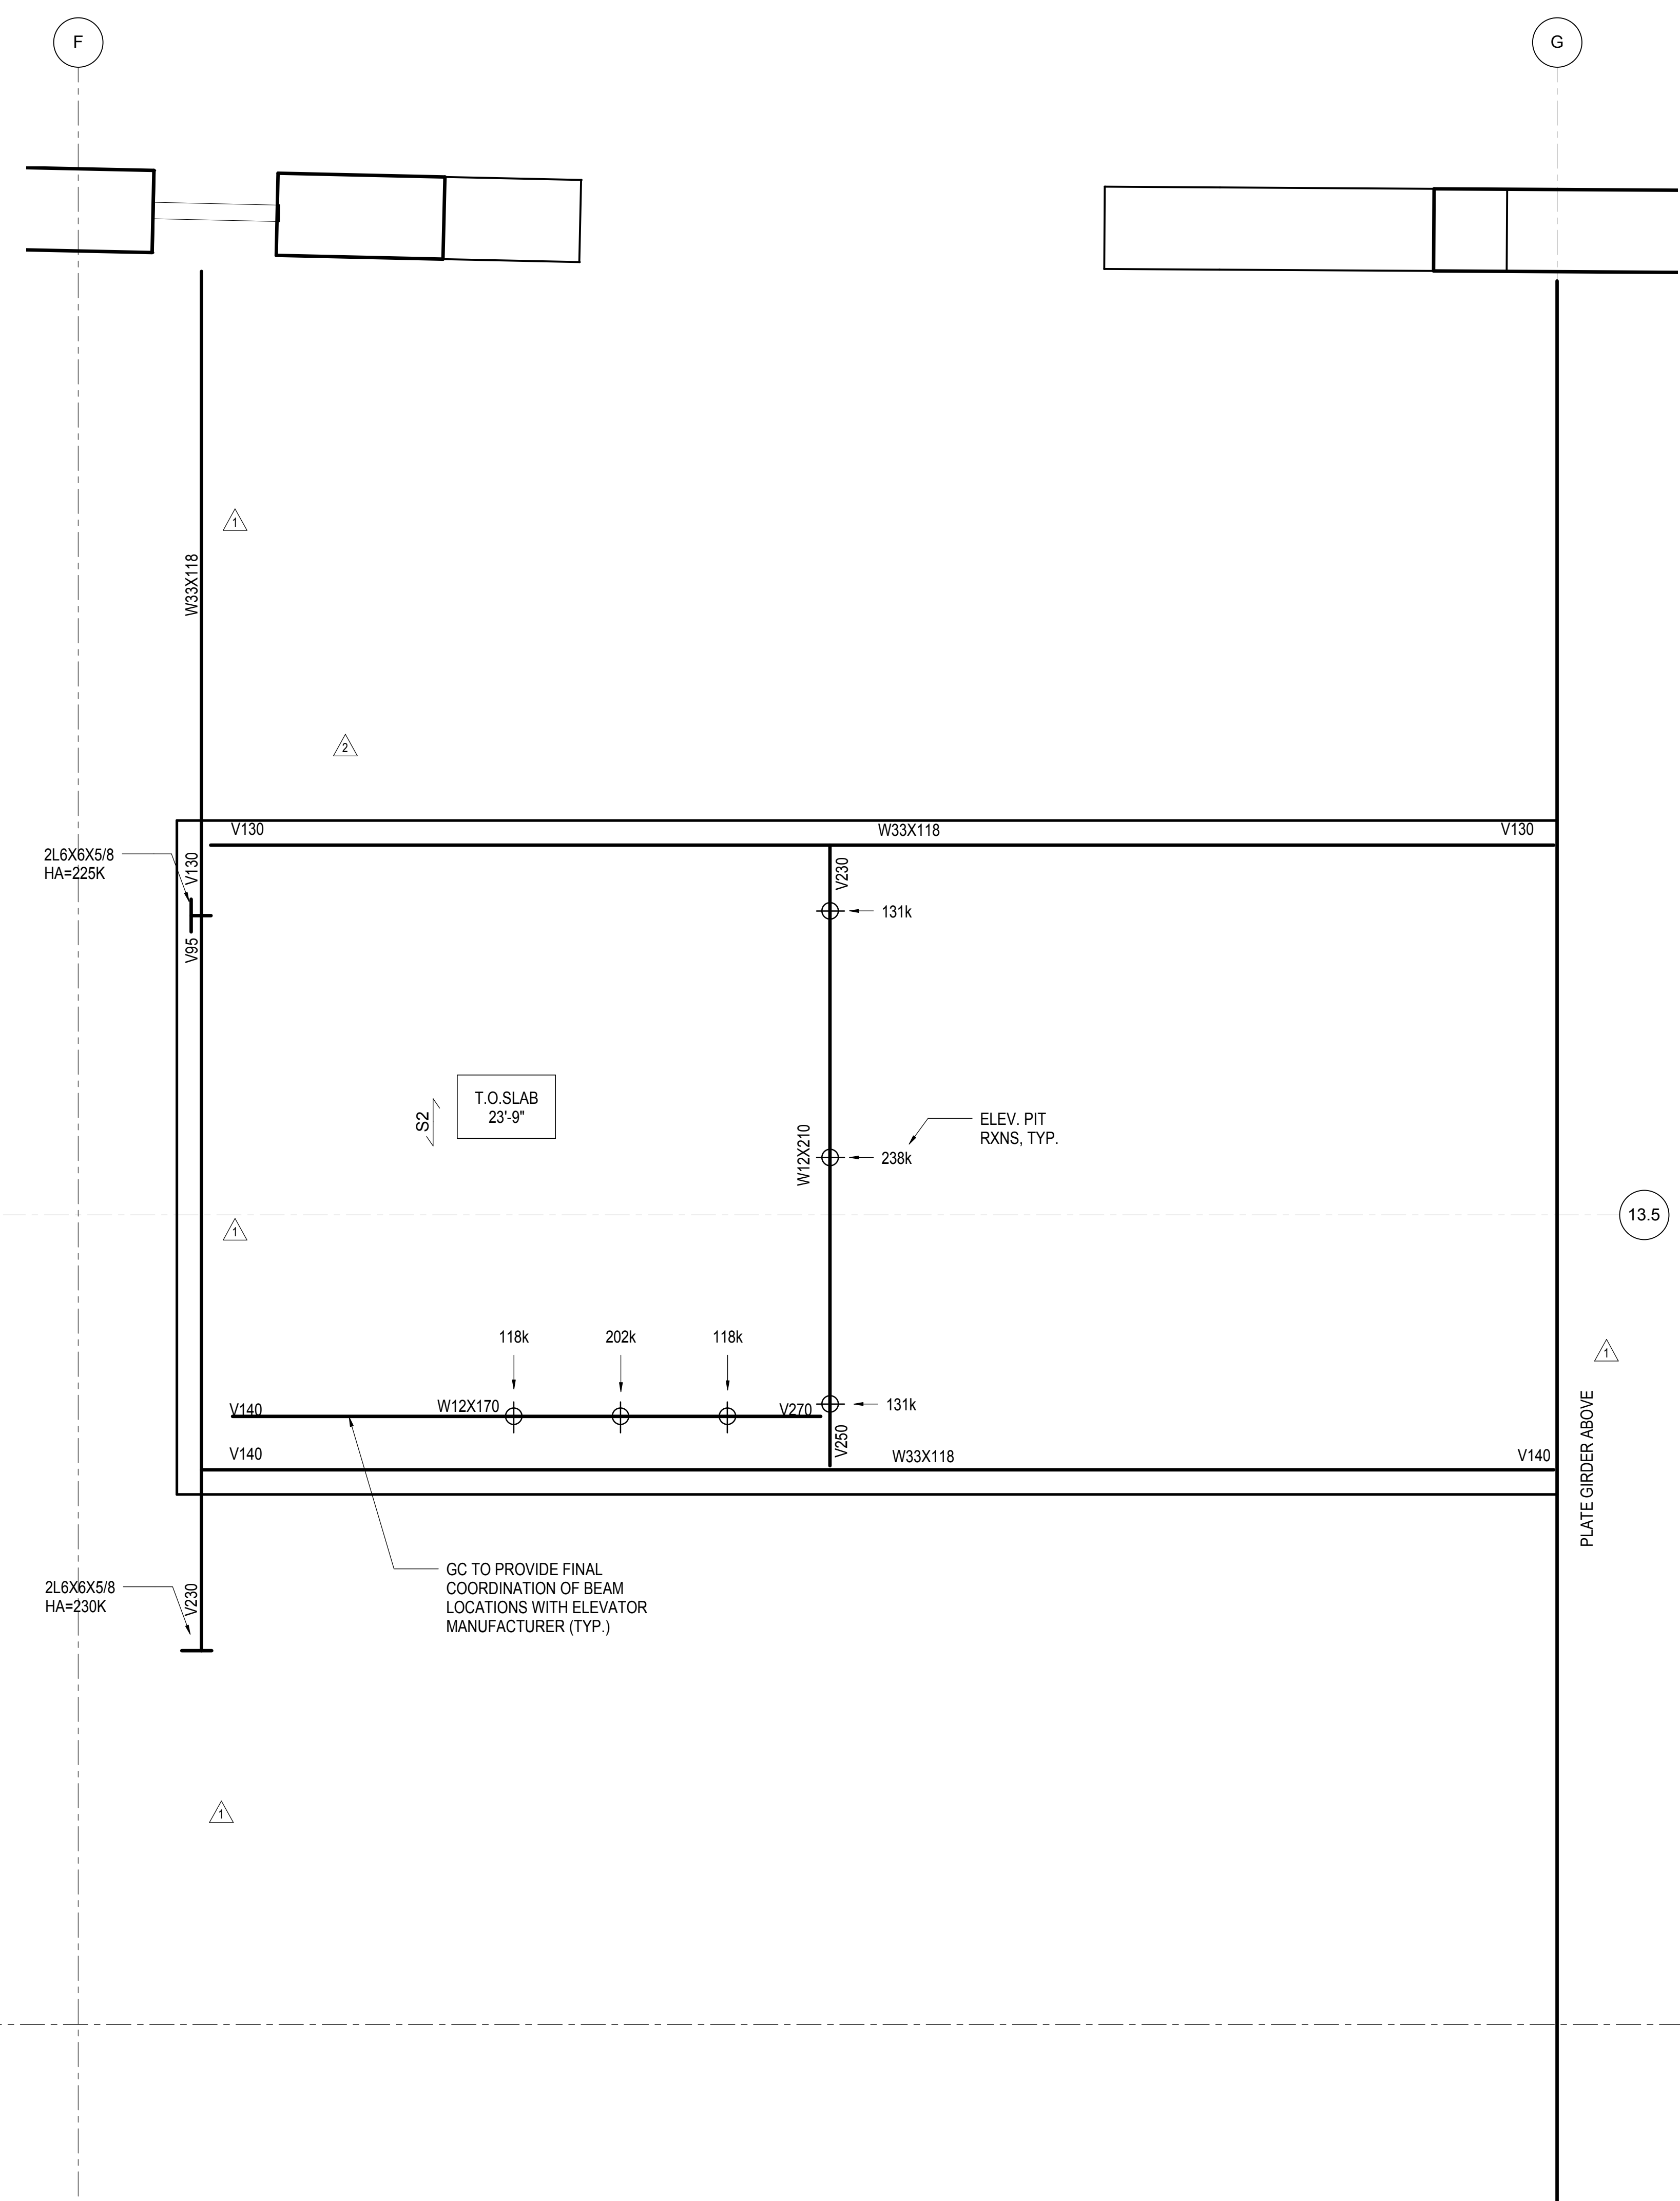 F
G
1
W33X118
2
V130
W33X118
V130
2L6X6X5/8
HA=225K
V130
V230
131k
V95
T.O.SLAB
23'-9"
S2
ELEV. PIT
RXNS, TYP.
W12X210
238k
13.5
1
118k
202k
118k
1
V140
W12X170
V270
131k
V140
V250
W33X118
V140
PLATE GIRDER ABOVE
GC TO PROVIDE FINAL
COORDINATION OF BEAM
LOCATIONS WITH ELEVATOR
MANUFACTURER (TYP.)
2L6X6X5/8
HA=230K
V230
1